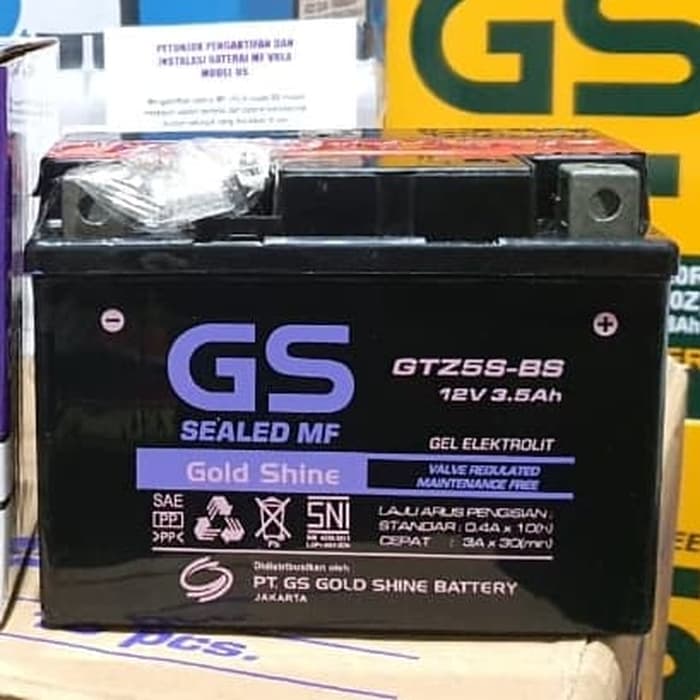 PETUNJUK PENGAKTIFAN DAN
INSTALASI BATERAI MF VRLA
MODEL BS
GS
GS
GTZ5S-BS
12V 3.5Ah
SEALED MF
GEL ELEKTROLIT
Gold Shine
VALVE REGULATED
MAINTENANCE FREE
SAE
PP
>PP<
Pb
SNI
LAJU ARUS PENGISIAN :
STANDAR : 0.4A x 10(h)
CEPAT : 3A x 30(min)
Didistribusikan oleh
PT. GS GOLD SHINE BATTERY
JAKARTA
pcs.